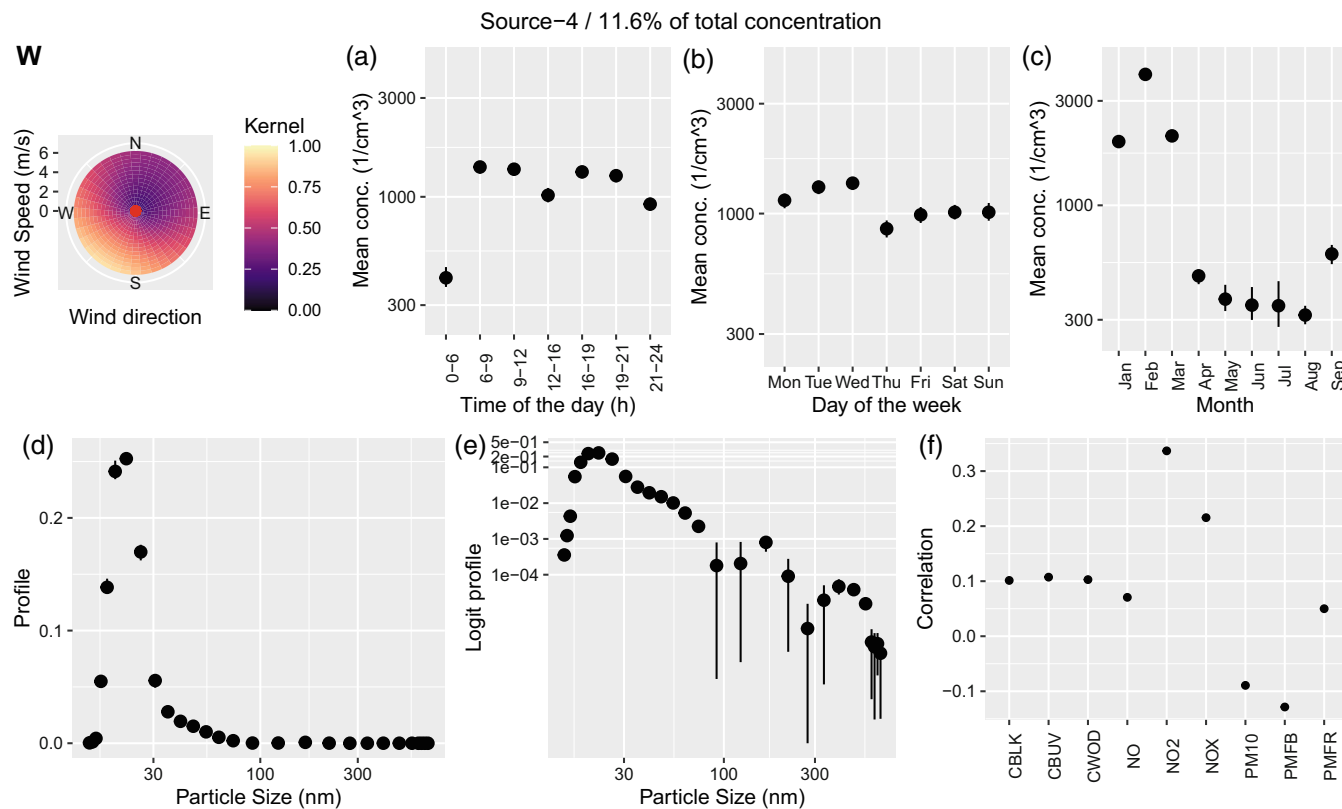 Source−4 / 11.6% of total concentration
W
Wind Speed (m/s)
6
4
2
0
N
W
E
S
Wind direction
Kernel
1.00
0.75
0.50
0.25
0.00
(a)
Mean conc. (1/cm^3)
3000
1000
300
0−6
6−9
9−12
12−16
16−19
19−21
21−24
Time of the day (h)
(b)
Mean conc. (1/cm^3)
3000
1000
300
Mon Tue Wed Thu Fri Sat Sun
Day of the week
(c)
Mean conc. (1/cm^3)
3000
1000
300
Jan
Feb
Mar
Apr
May
Jun
Jul
Aug
Sep
Month
(d)
Profile
0.2
0.1
0.0
30 100 300
Particle Size (nm)
(e)
Logit profile
5e−01
2e−01
1e−01
1e−02
1e−03
1e−04
30 100 300
Particle Size (nm)
(f)
Correlation
0.3
0.2
0.1
0.0
−0.1
CBLK
CBUV
CWOD
NO
NO2
NOX
PM10
PMFB
PMFR